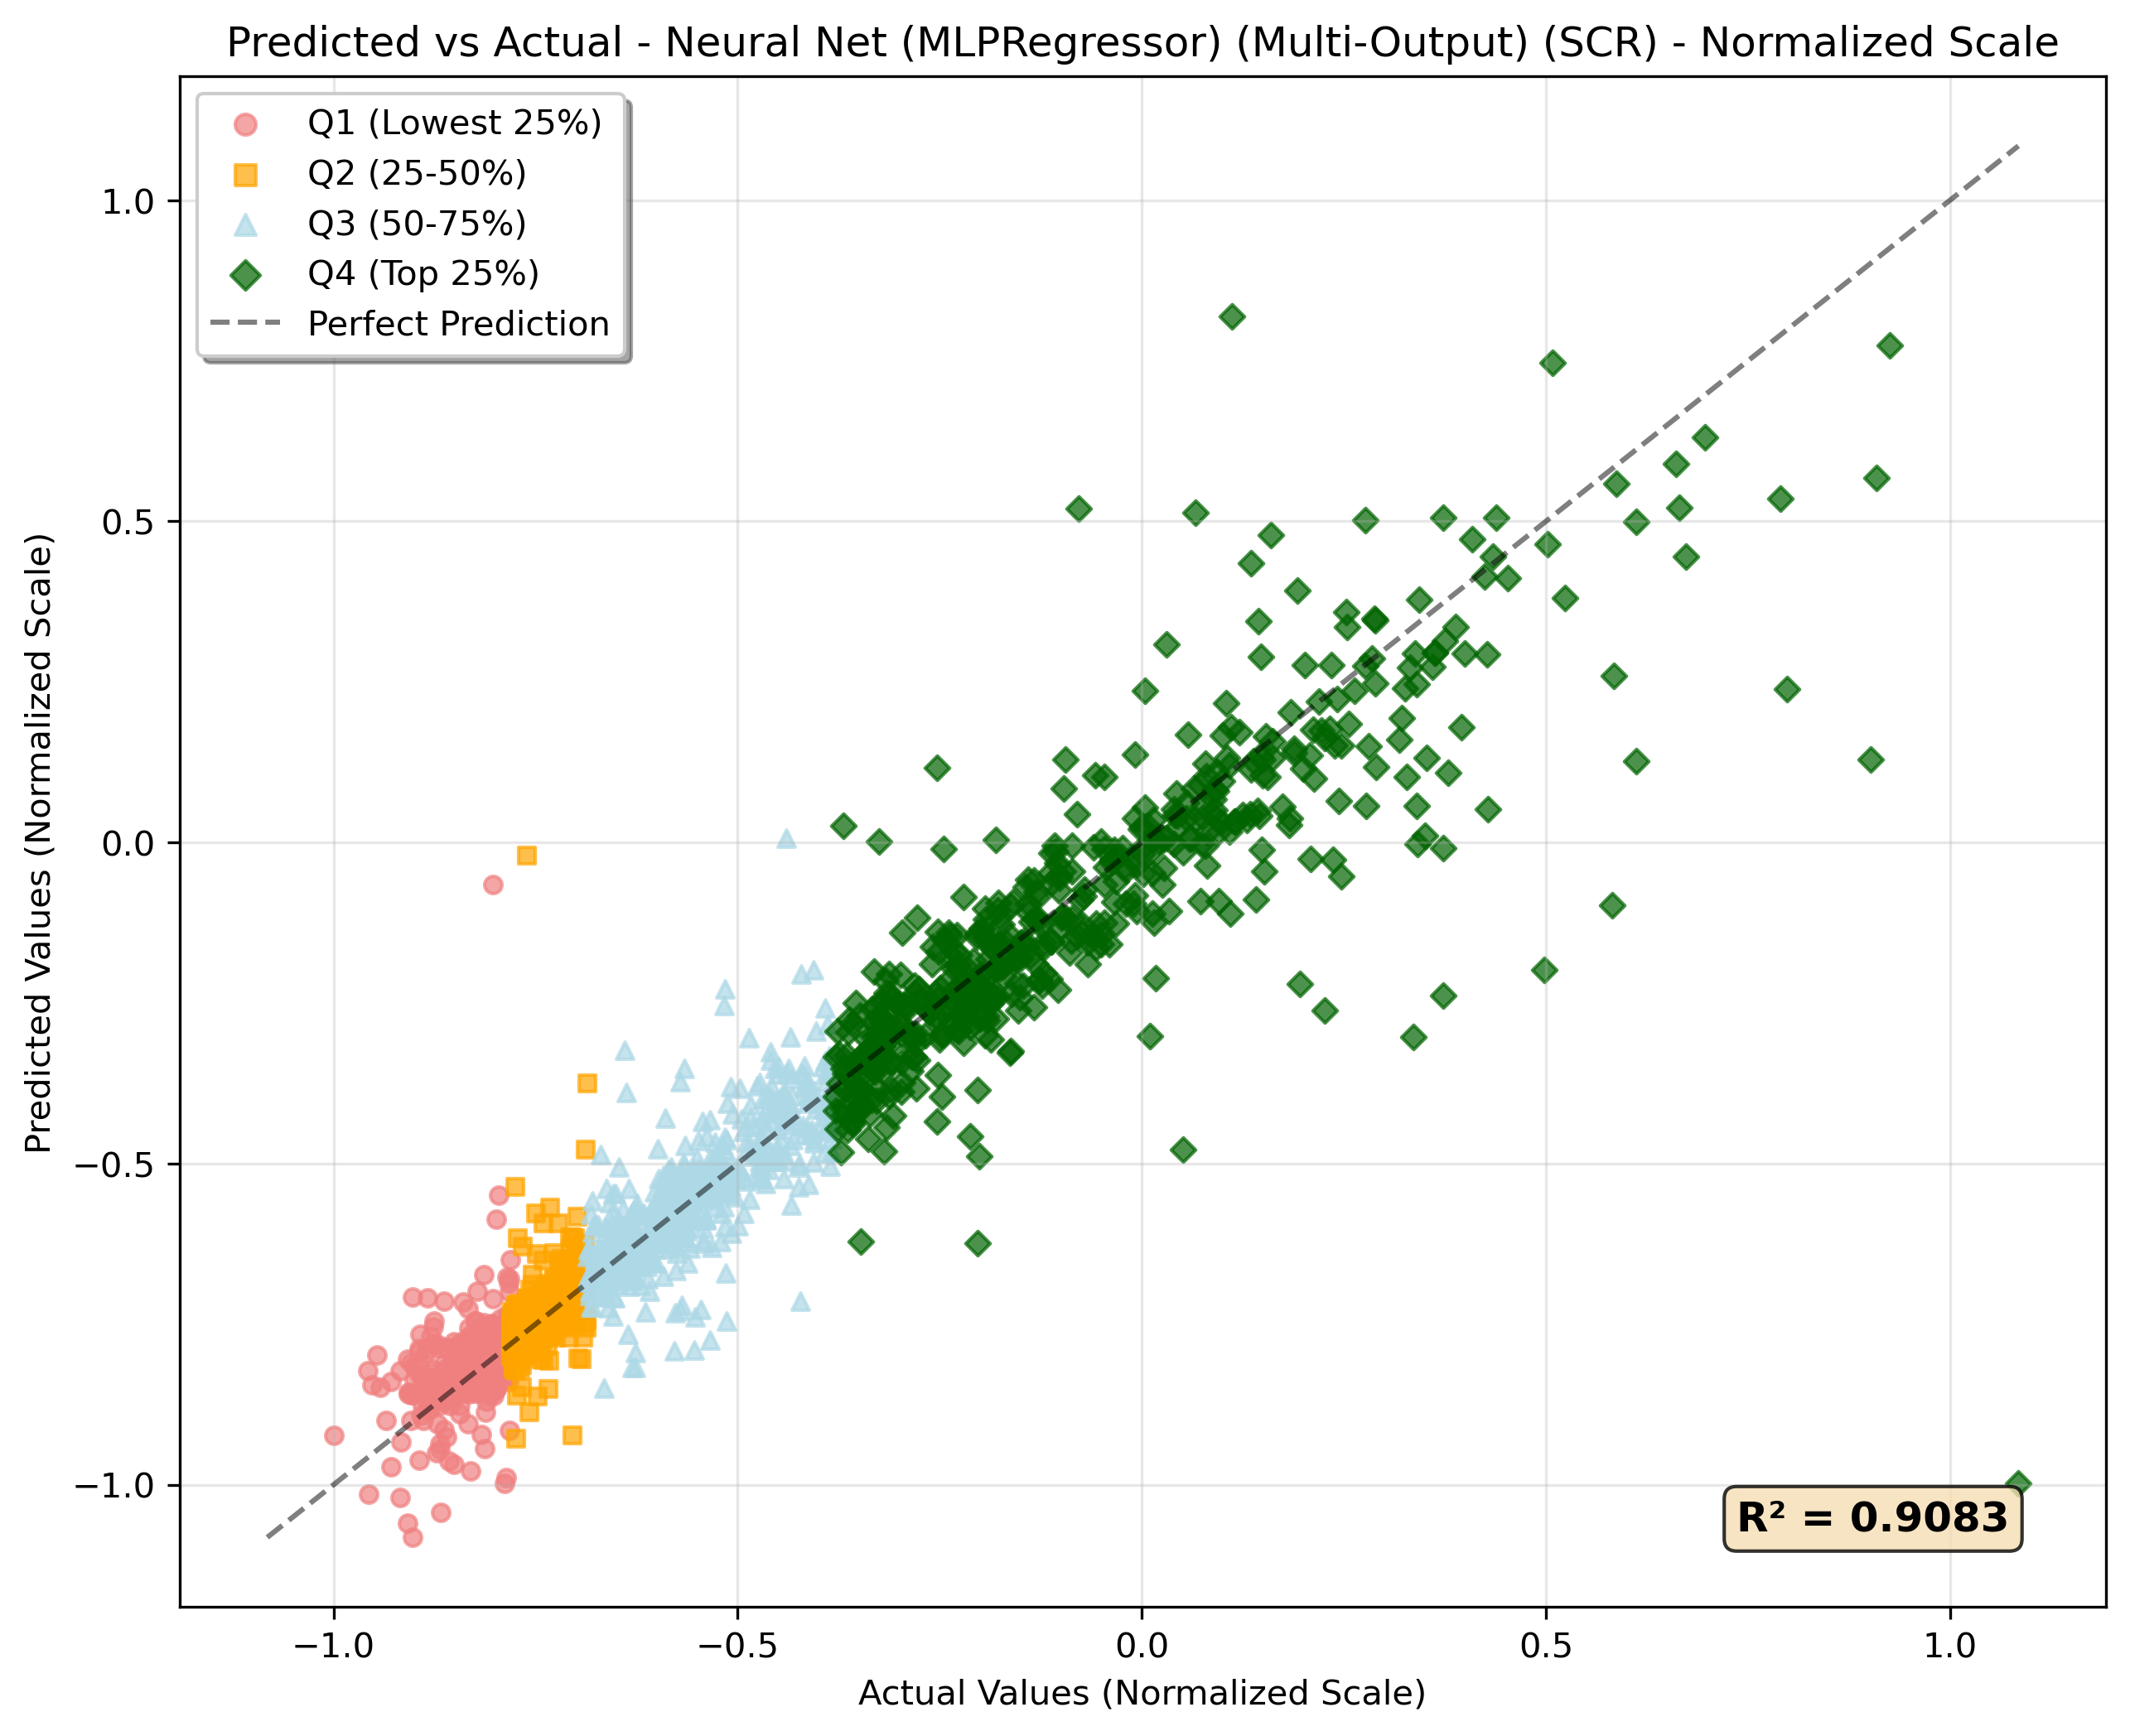 Predicted vs Actual - Neural Net (MLPRegressor) (Multi-Output) (SCR) - Normalized Scale
Q1 (Lowest 25%)
Q2 (25-50%)
Q3 (50-75%)
Q4 (Top 25%)
Perfect Prediction
Predicted Values (Normalized Scale)
1.0
0.5
0.0
−0.5
−1.0
R² = 0.9083
−1.0
−0.5
0.0
0.5
1.0
Actual Values (Normalized Scale)